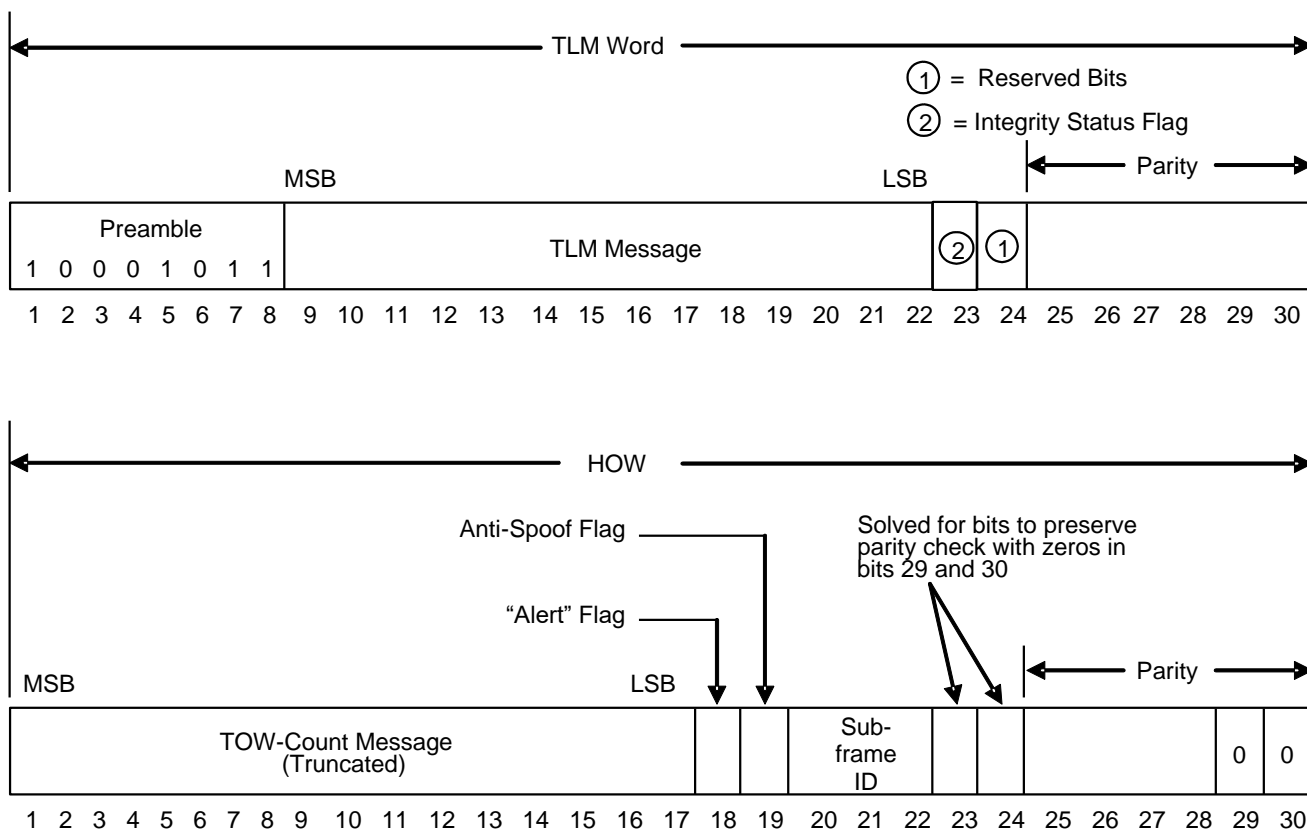 TLM Word
1 = Reserved Bits
2 = Integrity Status Flag
Parity
MSB
LSB
Preamble
1 0 0 0 1 0 1 1
TLM Message
2
1
1 2 3 4 5 6 7 8 9 10 11 12 13 14 15 16 17 18 19 20 21 22 23 24 25 26 27 28 29 30
HOW
Anti-Spoof Flag
Solved for bits to preserve
parity check with zeros in
bits 29 and 30
“Alert” Flag
Parity
MSB
LSB
TOW-Count Message
(Truncated)
Sub-
frame
ID
0 0
1 2 3 4 5 6 7 8 9 10 11 12 13 14 15 16 17 18 19 20 21 22 23 24 25 26 27 28 29 30